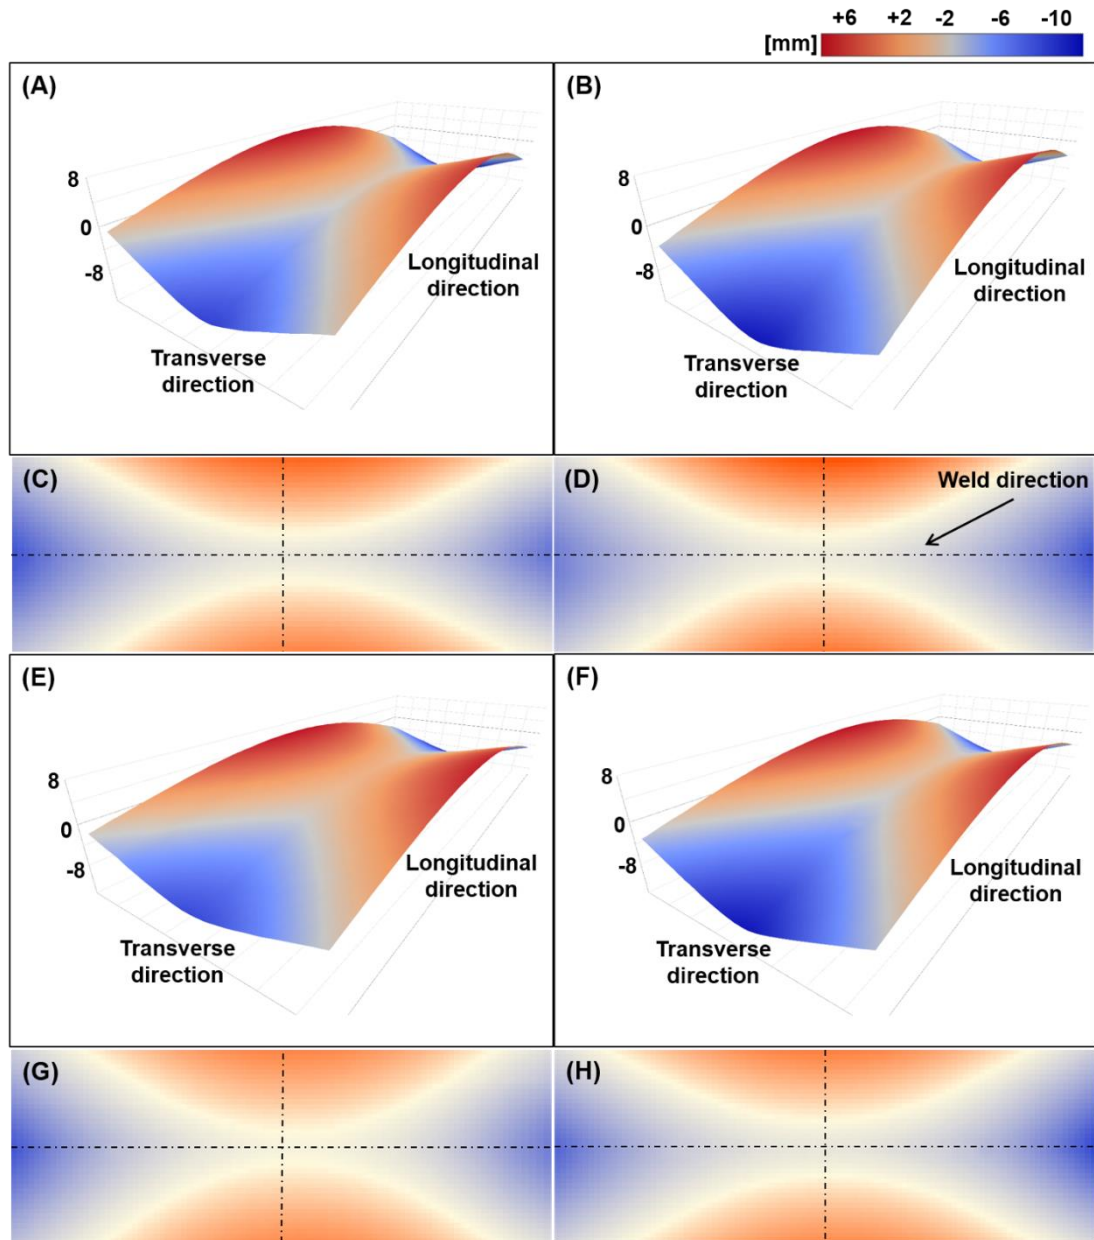 +6 +2 -2 -6 -10
[mm]
(A)
8
0
-8
Longitudinal
direction
Transverse
direction
(B)
8
0
-8
Longitudinal
direction
Transverse
direction
(C)
(D)
Weld direction
(E)
8
0
-8
Longitudinal
direction
Transverse
direction
(F)
8
0
-8
Longitudinal
direction
Transverse
direction
(G)
(H)